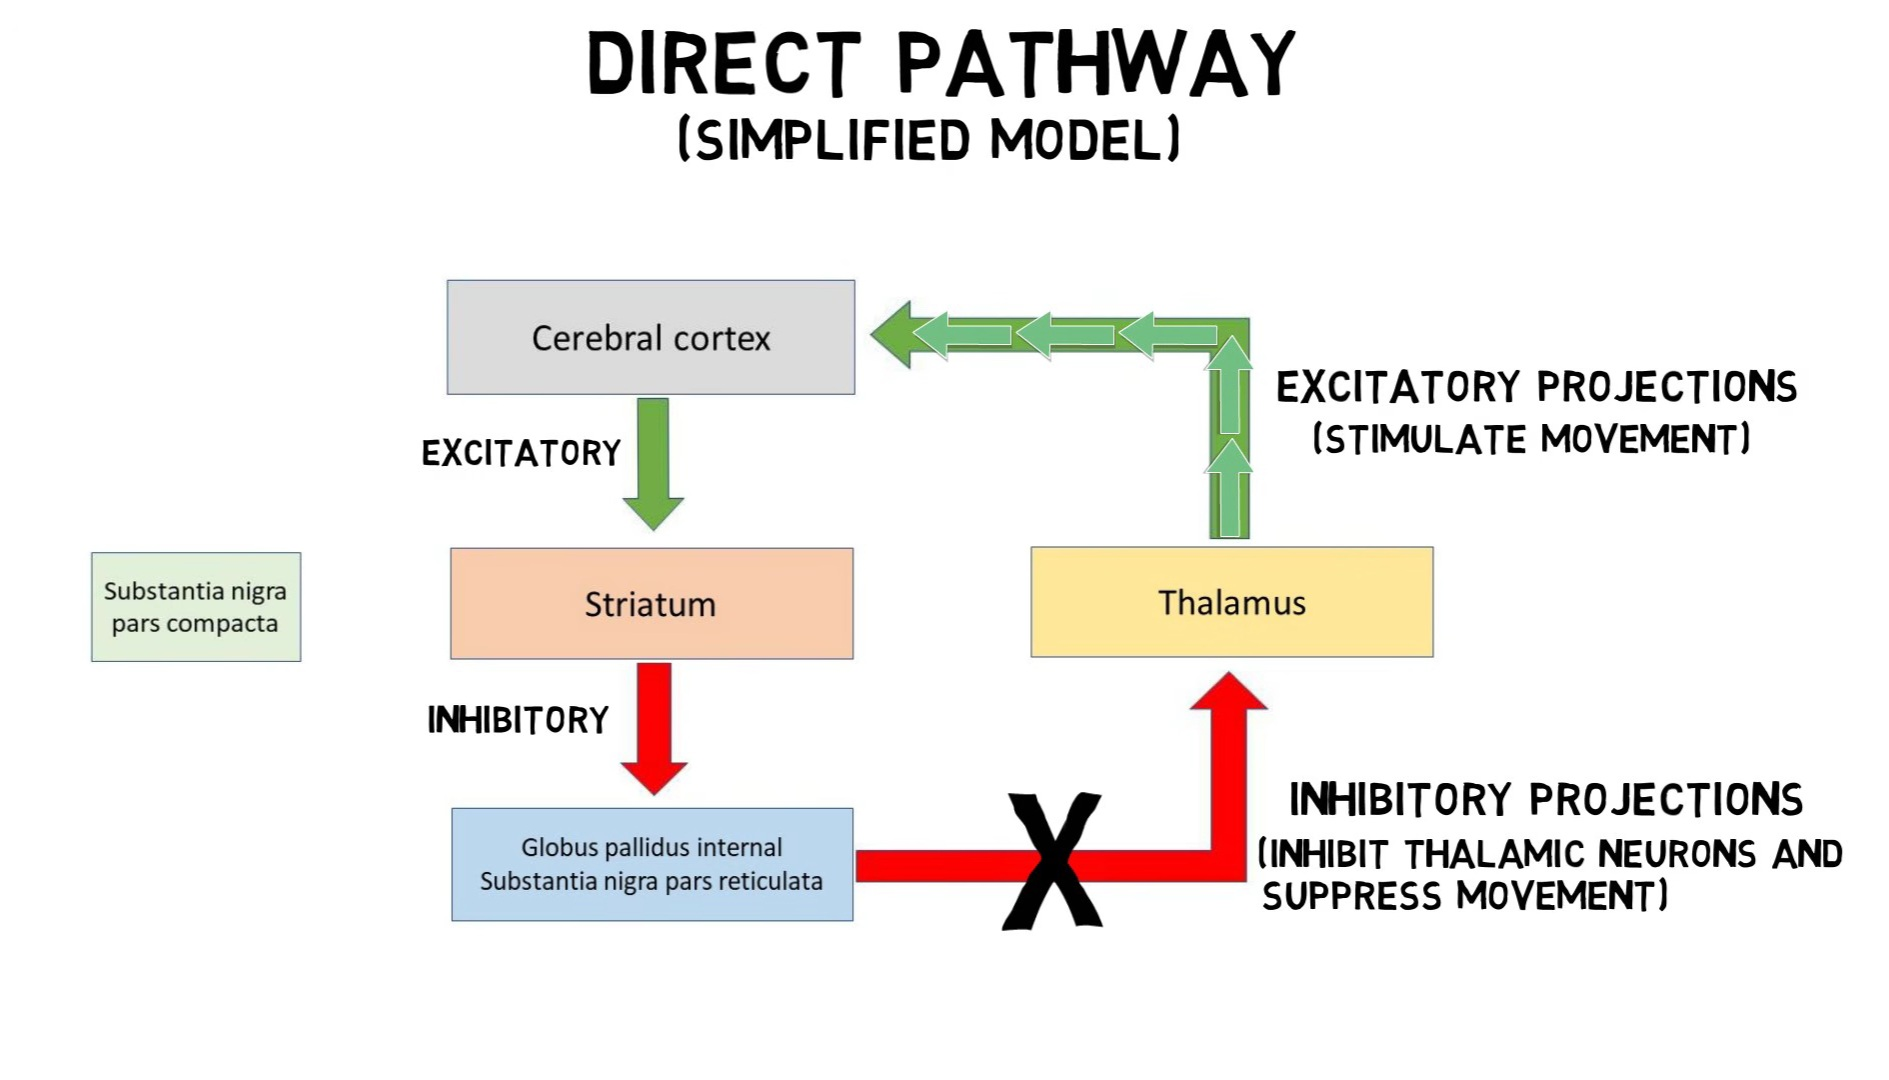 DIRECT PATHWAY
(SIMPLIFIED MODEL)
Cerebral cortex
EXCITATORY PROJECTIONS
(STIMULATE MOVEMENT)
EXCITATORY
Substantia nigra
pars compacta
Striatum
Thalamus
INHIBITORY
Globus pallidus internal
Substantia nigra pars reticulata
X
INHIBITORY PROJECTIONS
(INHIBIT THALAMIC NEURONS AND
SUPPRESS MOVEMENT)